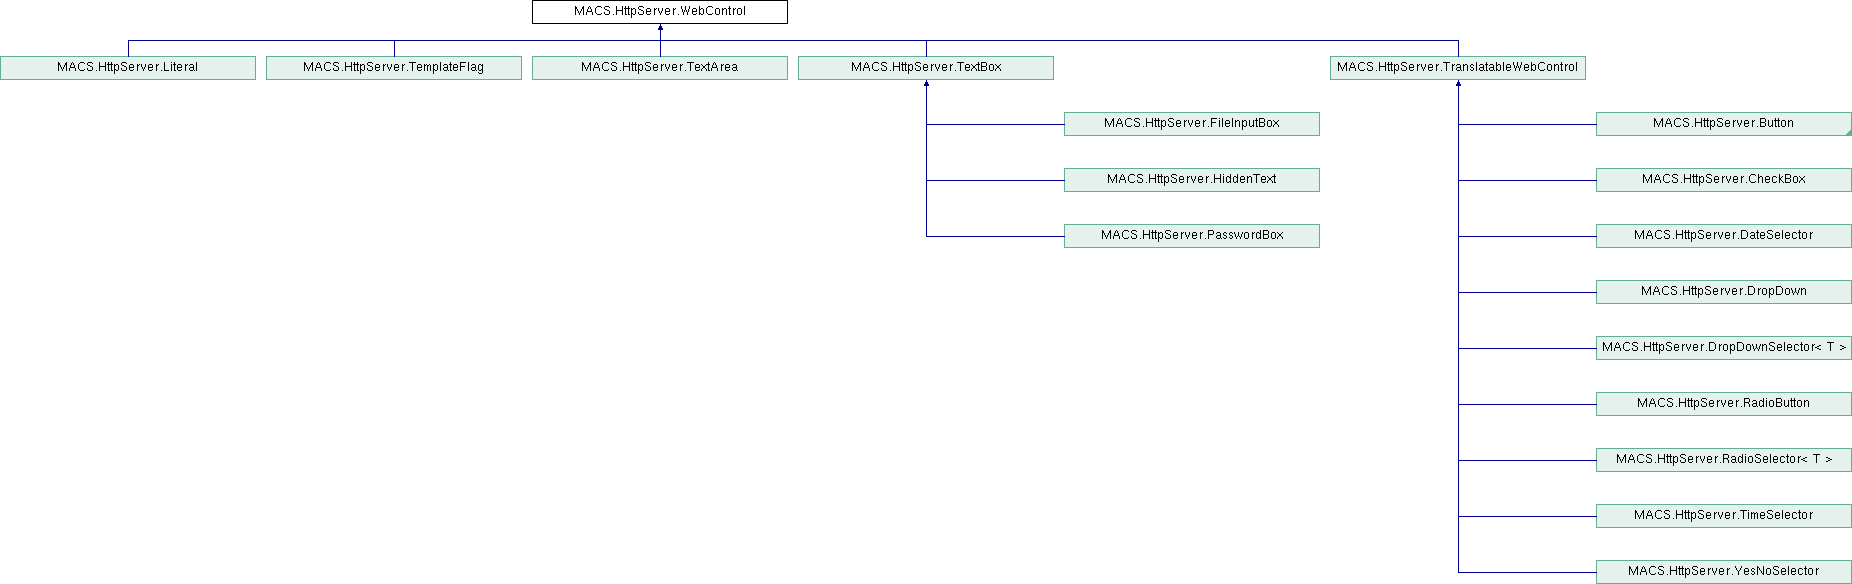 MACS.HttpServer.WebControl
MACS.HttpServer.Literal
MACS.HttpServer.TemplateFlag
MACS.HttpServer.TextArea
MACS.HttpServer.TextBox
MACS.HttpServer.TranslatableWebControl
MACS.HttpServer.FileInputBox
MACS.HttpServer.Button
MACS.HttpServer.HiddenText
MACS.HttpServer.CheckBox
MACS.HttpServer.PasswordBox
MACS.HttpServer.DateSelector
MACS.HttpServer.DropDown
MACS.HttpServer.DropDownSelector< T >
MACS.HttpServer.RadioButton
MACS.HttpServer.RadioSelector< T >
MACS.HttpServer.TimeSelector
MACS.HttpServer.YesNoSelector